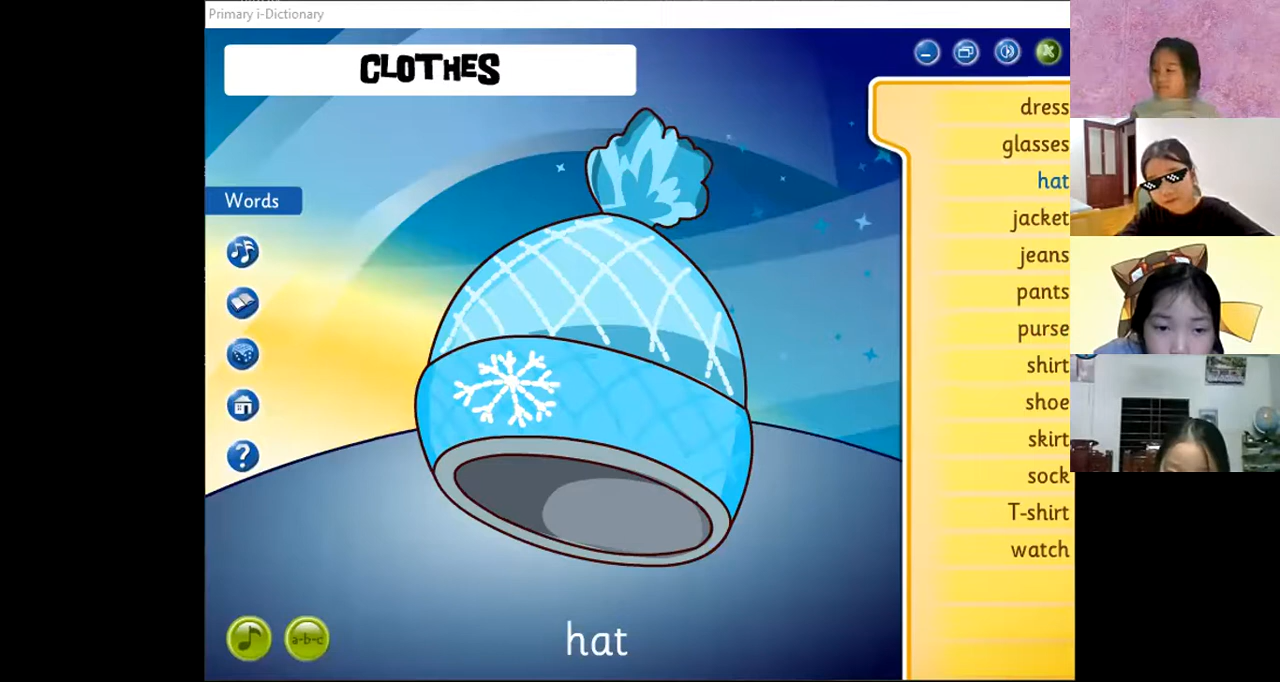 Primary i-Dictionary
CLOTHES
Words
dress
glasses
hat
jacket
jeans
pants
purse
shirt
shoe
skirt
sock
T-shirt
watch
?
a-b-c
hat